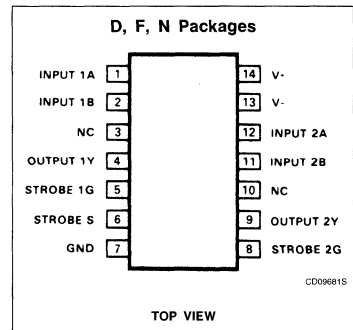 D, F, N Packages
INPUT 1A 1 14 V+
INPUT 1B 2 13 V-
NC 3 12 INPUT 2A
OUTPUT 1Y 4 11 INPUT 2B
STROBE 1G 5 10 NC
STROBE S 6 9 OUTPUT 2Y
GND 7 8 STROBE 2G
CD09681S
TOP VIEW